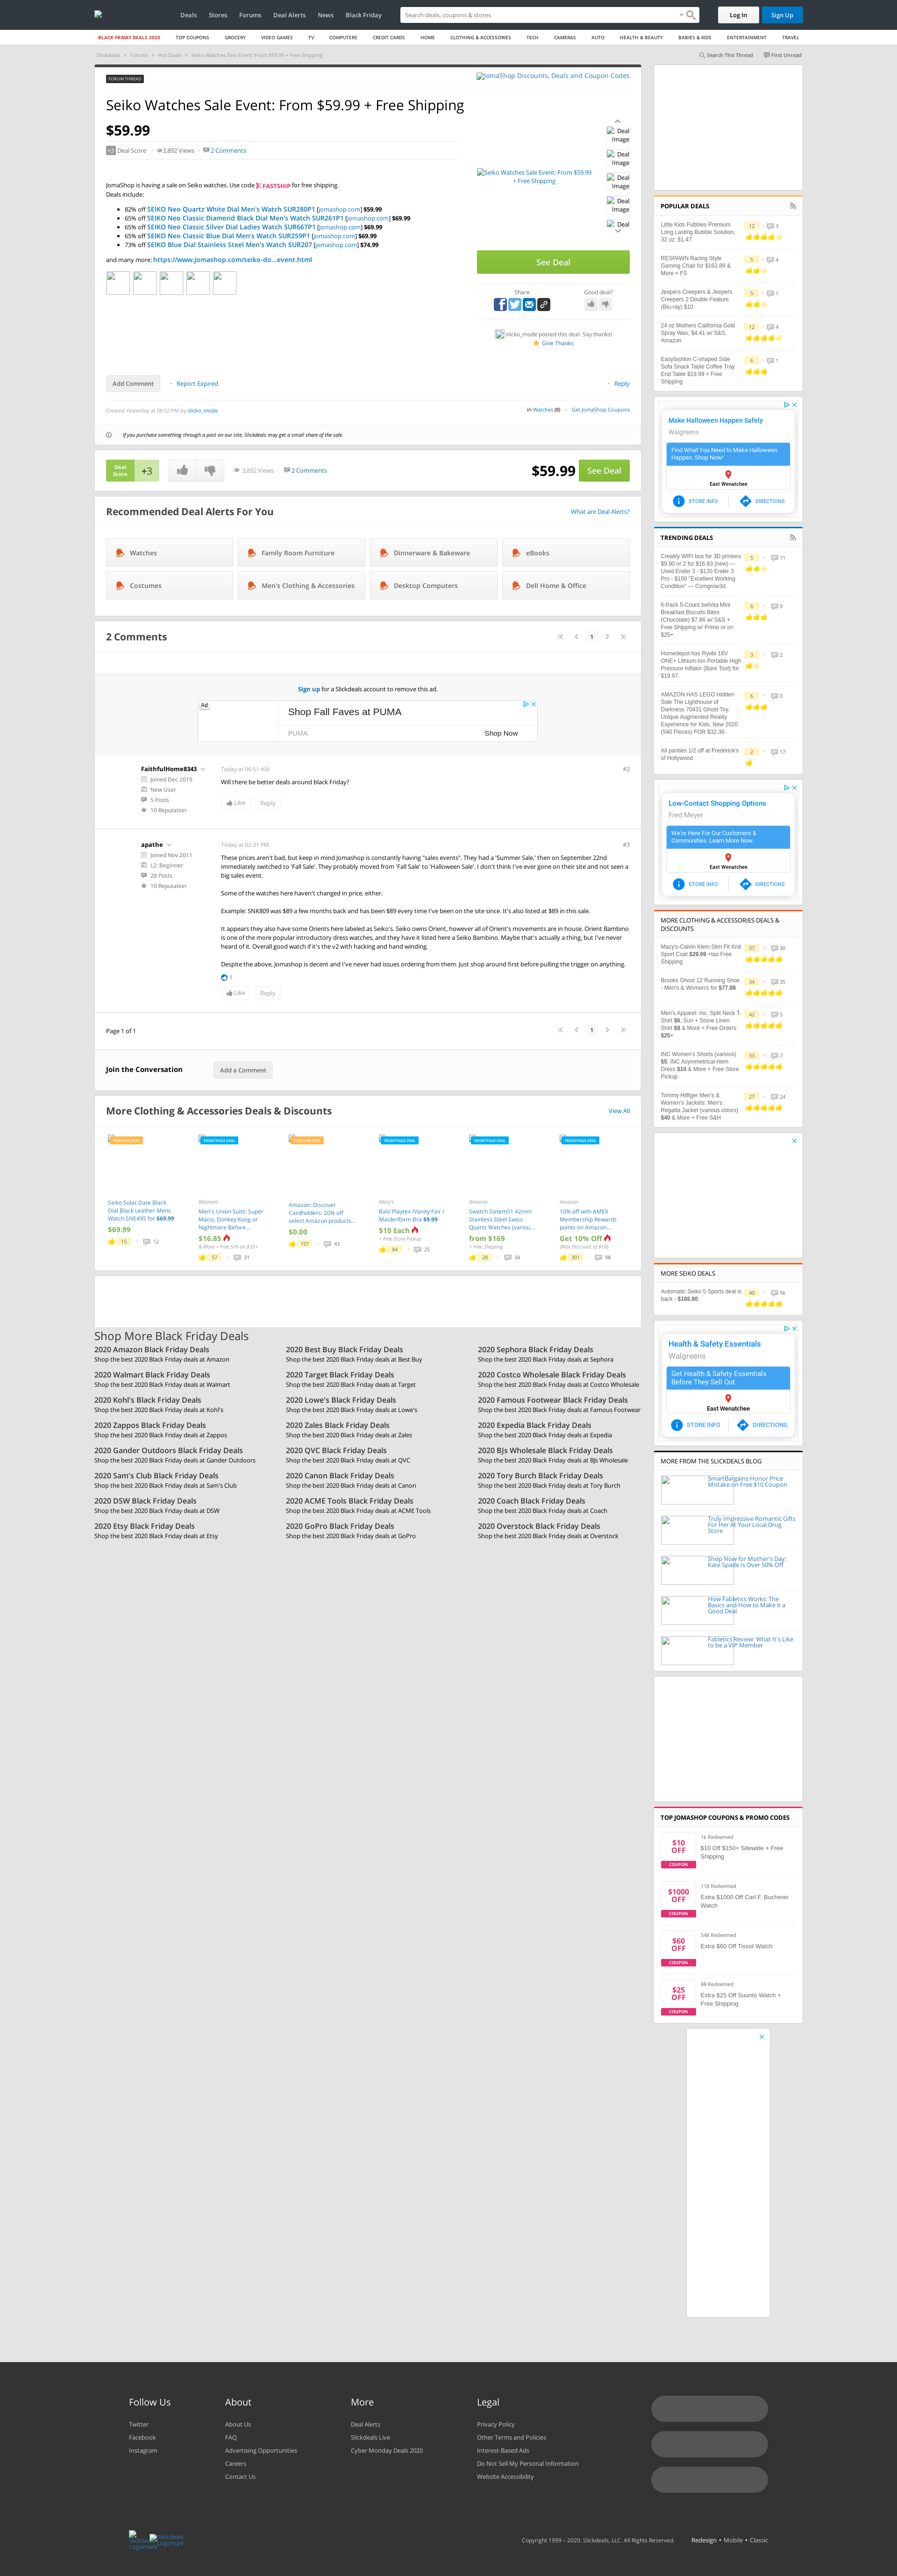 Deals
Stores
Forums
Deal Alerts
News
Black Friday
Search deals, coupons & stores
Log In
Sign Up
BLACK FRIDAY DEALS 2020
TOP COUPONS
GROCERY
VIDEO GAMES
TV
COMPUTERS
CREDIT CARDS
HOME
CLOTHING & ACCESSORIES
TECH
CAMERAS
AUTO
HEALTH & BEAUTY
BABIES & KIDS
ENTERTAINMENT
TRAVEL
Slickdeals
Forums
Hot Deals
Seiko Watches Sale Event: From $59.99 + Free Shipping
Search This Thread
First Unread
FORUM THREAD
JomaShop Discounts, Deals and Coupon Codes
Seiko Watches Sale Event: From $59.99 + Free Shipping
$59.99
+3 Deal Score
3,892 Views
2 Comments
JomaShop is having a sale on Seiko watches. Use code FASTSHIP for free shipping.
Deals include:
82% off SEIKO Neo Quartz White Dial Men's Watch SUR280P1 [jomashop.com] $59.99
65% off SEIKO Neo Classic Diamond Black Dial Men's Watch SUR261P1 [jomashop.com] $69.99
65% off SEIKO Neo Classic Silver Dial Ladies Watch SUR667P1 [jomashop.com] $69.99
65% off SEIKO Neo Classic Blue Dial Men's Watch SUR259P1 [jomashop.com] $69.99
73% off SEIKO Blue Dial Stainless Steel Men's Watch SUR207 [jomashop.com] $74.99
and many more: https://www.jomashop.com/seiko-do...event.html
Seiko Watches Sale Event: From $59.99
+ Free Shipping
Deal
Image
Deal
Image
Deal
Image
Deal
Image
Deal
See Deal
Share
Good deal?
slicko_mode posted this deal. Say thanks!
Give Thanks
Add Comment
Report Expired
Reply
Created Yesterday at 08:52 PM by slicko_mode
in Watches (8)
Get JomaShop Coupons
If you purchase something through a post on our site, Slickdeals may get a small share of the sale.
Deal
Score
+3
3,892 Views
2 Comments
$59.99
See Deal
Recommended Deal Alerts For You
What are Deal Alerts?
Watches
Family Room Furniture
Dinnerware & Bakeware
eBooks
Costumes
Men's Clothing & Accessories
Desktop Computers
Dell Home & Office
2 Comments
1
Sign up for a Slickdeals account to remove this ad.
Ad
Shop Fall Faves at PUMA
PUMA
Shop Now
FaithfulHome8343
Joined Dec 2019
New User
5 Posts
10 Reputation
Today at 06:51 AM
#2
Will there be better deals around black Friday?
Like
Reply
apathe
Joined Nov 2011
L2: Beginner
28 Posts
10 Reputation
Today at 02:31 PM
#3
These prices aren't bad, but keep in mind Jomashop is constantly having "sales events". They had a 'Summer Sale,' then on September 22nd
immediately switched to a 'Labor Day Sale'. They probably moved from 'Fall Sale' to 'Halloween Sale'. I don't think I've ever gone on their site and not seen a
big sales event.
Some of the watches here haven't changed in price, either.
Example: SNK809 was $89 a few months back and has been $89 every time I've been on the site since. It's also listed at $89 in this sale.
It appears they also have some Orients here labeled as Seiko's. Seiko owns Orient, however all of Orient's movements are in house. Orient Bambino
is one of the more popular introductory dress watches, and they have it listed here a Seiko Bambino. Maybe that's actually a thing, but I've never
heard of it. Overall good watch if it's the v2 with hacking and hand winding.
Despite the above, Jomashop is decent and I've never had issues ordering from them. Just shop around first before pulling the trigger on anything.
1
Like
Reply
Page 1 of 1
1
Join the Conversation
Add a Comment
More Clothing & Accessories Deals & Discounts
View All
POPULAR DEAL
Seiko Solar Date Black
Dial Black Leather Mens
Watch SNE495 for $69.99
$69.99
15
12
FRONTPAGE DEAL
Walmart
Men's Union Suits: Super
Mario, Donkey Kong or
Nightmare Before...
$16.85
& More + Free S/H on $35+
57
31
POPULAR DEAL
Amazon: Discover
Cardholders: 20% off
select Amazon products...
$0.00
157
43
FRONTPAGE DEAL
Macy's
Bali/ Playtex /Vanity Fair /
Maidenform Bra $9.99
$10 Each
+ Free Store Pickup
84
25
FRONTPAGE DEAL
Amazon
Swatch Sistem51 42mm
Stainless Steel Swiss
Quartz Watches (variou...
from $169
+ Free Shipping
28
34
FRONTPAGE DEAL
Amazon
10% off with AMEX
Membership Rewards
points on Amazon....
Get 10% Off
(Max Discount of $10)
301
98
Shop More Black Friday Deals
2020 Amazon Black Friday Deals
Shop the best 2020 Black Friday deals at Amazon
2020 Best Buy Black Friday Deals
Shop the best 2020 Black Friday deals at Best Buy
2020 Sephora Black Friday Deals
Shop the best 2020 Black Friday deals at Sephora
2020 Walmart Black Friday Deals
Shop the best 2020 Black Friday deals at Walmart
2020 Target Black Friday Deals
Shop the best 2020 Black Friday deals at Target
2020 Costco Wholesale Black Friday Deals
Shop the best 2020 Black Friday deals at Costco Wholesale
2020 Kohl's Black Friday Deals
Shop the best 2020 Black Friday deals at Kohl's
2020 Lowe's Black Friday Deals
Shop the best 2020 Black Friday deals at Lowe's
2020 Famous Footwear Black Friday Deals
Shop the best 2020 Black Friday deals at Famous Footwear
2020 Zappos Black Friday Deals
Shop the best 2020 Black Friday deals at Zappos
2020 Zales Black Friday Deals
Shop the best 2020 Black Friday deals at Zales
2020 Expedia Black Friday Deals
Shop the best 2020 Black Friday deals at Expedia
2020 Gander Outdoors Black Friday Deals
Shop the best 2020 Black Friday deals at Gander Outdoors
2020 QVC Black Friday Deals
Shop the best 2020 Black Friday deals at QVC
2020 BJs Wholesale Black Friday Deals
Shop the best 2020 Black Friday deals at BJs Wholesale
2020 Sam's Club Black Friday Deals
Shop the best 2020 Black Friday deals at Sam's Club
2020 Canon Black Friday Deals
Shop the best 2020 Black Friday deals at Canon
2020 Tory Burch Black Friday Deals
Shop the best 2020 Black Friday deals at Tory Burch
2020 DSW Black Friday Deals
Shop the best 2020 Black Friday deals at DSW
2020 ACME Tools Black Friday Deals
Shop the best 2020 Black Friday deals at ACME Tools
2020 Coach Black Friday Deals
Shop the best 2020 Black Friday deals at Coach
2020 Etsy Black Friday Deals
Shop the best 2020 Black Friday deals at Etsy
2020 GoPro Black Friday Deals
Shop the best 2020 Black Friday deals at GoPro
2020 Overstock Black Friday Deals
Shop the best 2020 Black Friday deals at Overstock
POPULAR DEALS
Little Kids Fubbles Premium
Long Lasting Bubble Solution,
32 oz: $1.47
12
3
RESPAWN Racing Style
Gaming Chair for $162.89 &
More + FS
5
4
Jeepers Creepers & Jeepers
Creepers 2 Double Feature
(Blu-ray) $10
5
1
24 oz Mothers California Gold
Spray Wax, $4.41 w/ S&S,
Amazon
12
4
Easyfashion C-shaped Side
Sofa Snack Table Coffee Tray
End Table $19.99 + Free
Shipping
6
1
Make Halloween Happen Safely
Walgreens
Find What You Need to Make Halloween
Happen. Shop Now!
East Wenatchee
STORE INFO
DIRECTIONS
TRENDING DEALS
Creality WIFI box for 3D printers
$9.90 or 2 for $16.83 (new) ---
Used Ender 3 - $120 Ender 3
Pro - $150 "Excellent Working
Condition" --- Comgrow3d
5
11
6-Pack 5-Count belVita Mini
Breakfast Biscuits Bites
(Chocolate) $7.86 w/ S&S +
Free Shipping w/ Prime or on
$25+
6
0
Homedepot has Ryobi 18V
ONE+ Lithium-Ion Portable High
Pressure Inflator (Bare Tool) for
$19.97
3
2
AMAZON HAS LEGO Hidden
Side The Lighthouse of
Darkness 70431 Ghost Toy,
Unique Augmented Reality
Experience for Kids, New 2020
(540 Pieces) FOR $32.36
6
0
All panties 1/2 off at Frederick's
of Hollywood
2
17
Low-Contact Shopping Options
Fred Meyer
We're Here For Our Customers &
Communities. Learn More Now.
East Wenatchee
STORE INFO
DIRECTIONS
MORE CLOTHING & ACCESSORIES DEALS &
DISCOUNTS
Macy's-Calvin Klein Slim Fit Knit
Sport Coat $29.99 +tax Free
Shipping
37
30
Brooks Ghost 12 Running Shoe
- Men's & Women's for $77.98
34
35
Men's Apparel: Inc. Split Neck T-
Shirt $6, Sun + Stone Linen
Shirt $8 & More + Free Orders
$25+
42
5
INC Women's Shorts (various)
$5, INC Asymmetrical-Hem
Dress $10 & More + Free Store
Pickup
33
7
Tommy Hilfiger Men's &
Women's Jackets: Men's
Regatta Jacket (various colors)
$40 & More + Free S&H
27
24
MORE SEIKO DEALS
Automatic Seiko 5 Sports deal is
back - $188.80
40
56
Health & Safety Essentials
Walgreens
Get Health & Safety Essentials
Before They Sell Out.
East Wenatchee
STORE INFO
DIRECTIONS
MORE FROM THE SLICKDEALS BLOG
SmartBargains Honor Price
Mistake on Free $10 Coupon
Truly Impressive Romantic Gifts
For Her At Your Local Drug
Store
Shop Now for Mother's Day:
Kate Spade Is Over 50% Off
How Fabletics Works: The
Basics and How to Make it a
Good Deal
Fabletics Review: What It's Like
to be a VIP Member
TOP JOMASHOP COUPONS & PROMO CODES
$10
OFF
COUPON
1k Redeemed
$10 Off $150+ Sitewide + Free
Shipping
$1000
OFF
COUPON
118 Redeemed
Extra $1000 Off Carl F. Bucherer
Watch
$60
OFF
COUPON
548 Redeemed
Extra $60 Off Tissot Watch
$25
OFF
COUPON
88 Redeemed
Extra $25 Off Suunto Watch +
Free Shipping
Follow Us
Twitter
Facebook
Instagram
About
About Us
FAQ
Advertising Opportunities
Careers
Contact Us
More
Deal Alerts
Slickdeals Live
Cyber Monday Deals 2020
Legal
Privacy Policy
Other Terms and Policies
Interest-Based Ads
Do Not Sell My Personal Information
Website Accessibility
Slickdeals
Logomark
Slickdeals
Logotype
Copyright 1999 - 2020. Slickdeals, LLC. All Rights Reserved.
Redesign • Mobile • Classic